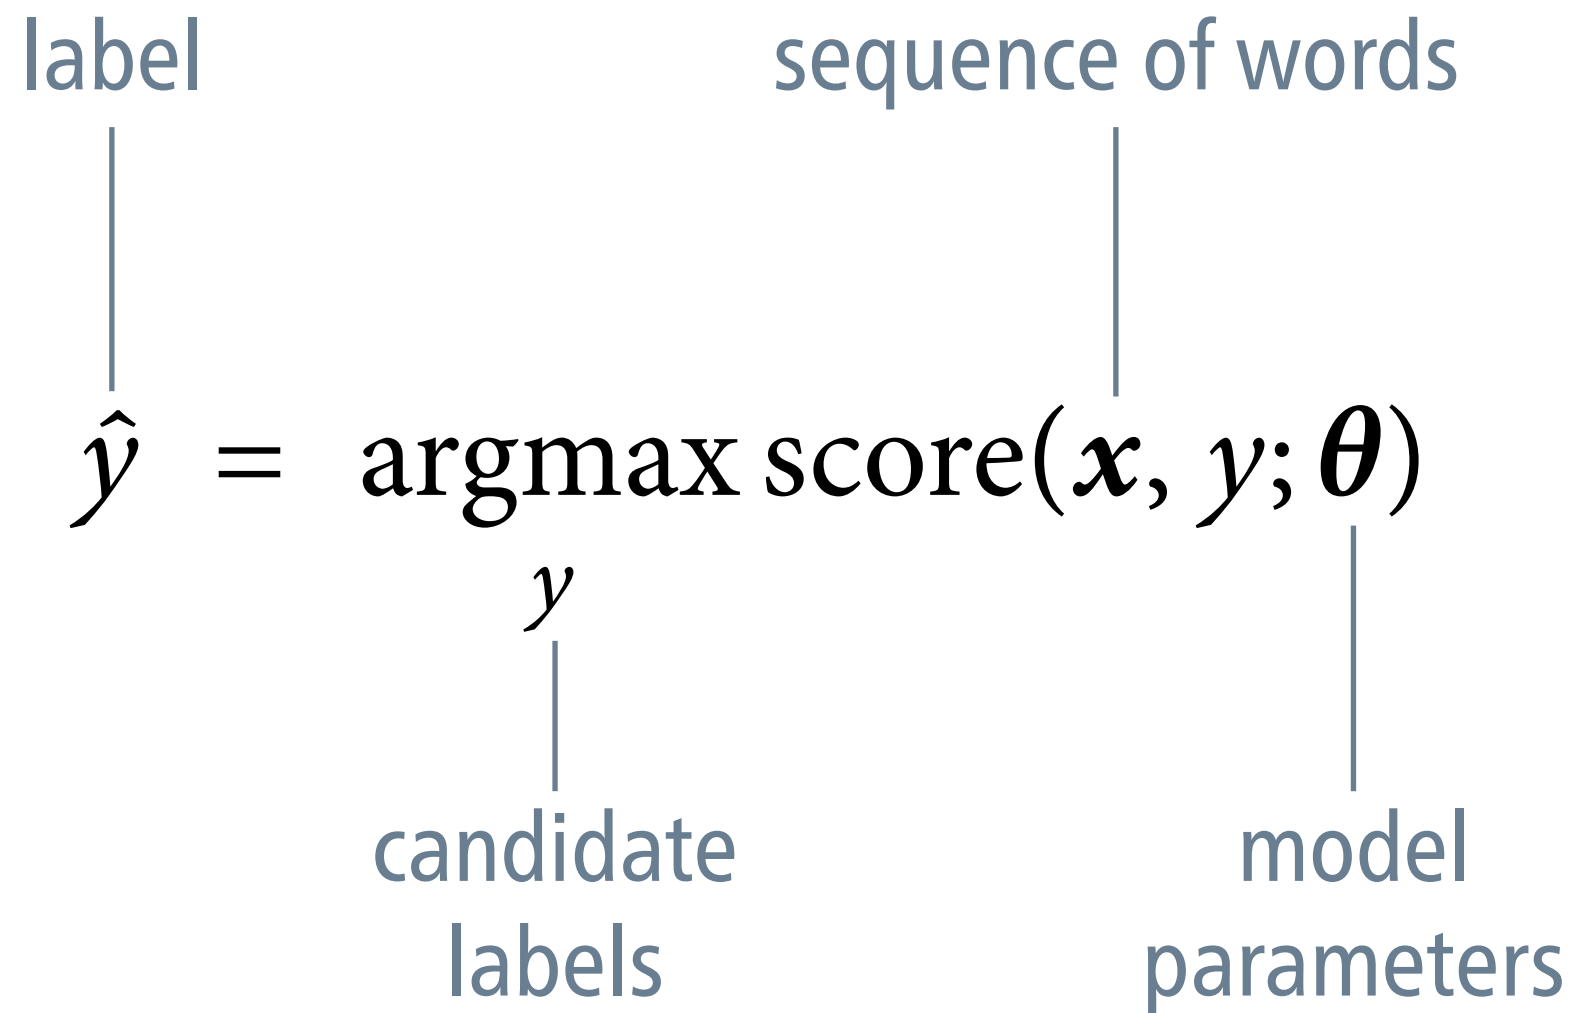 label
sequence of words
ŷ = argmax score(x, y; θ)
y
candidate
labels
model
parameters